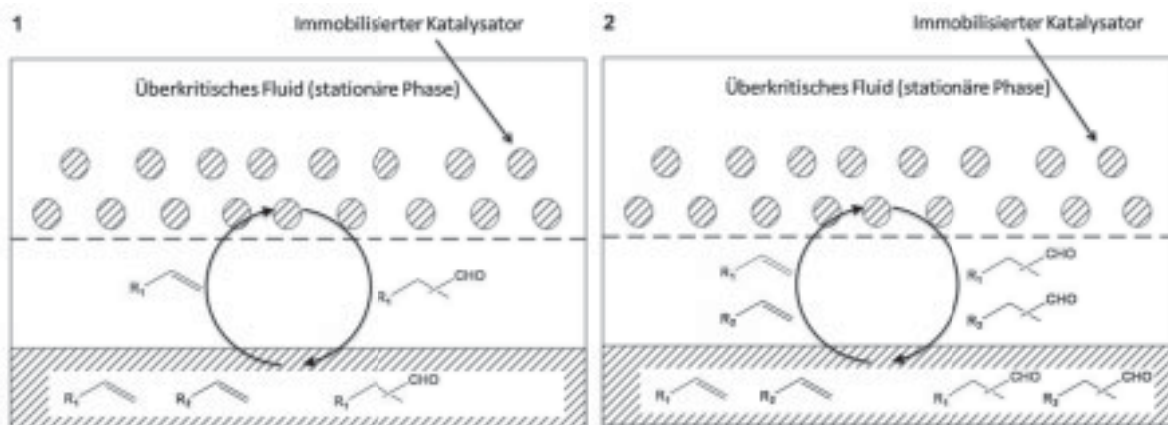 1
Immobilisierter Katalysator
Überkritisches Fluid (stationäre Phase)
R₁
R₁
CHO
R₁
R₂
R₁
CHO
2
Immobilisierter Katalysator
Überkritisches Fluid (stationäre Phase)
R₁
R₁
CHO
R₂
R₂
CHO
R₁
R₂
R₁
CHO
R₂
CHO